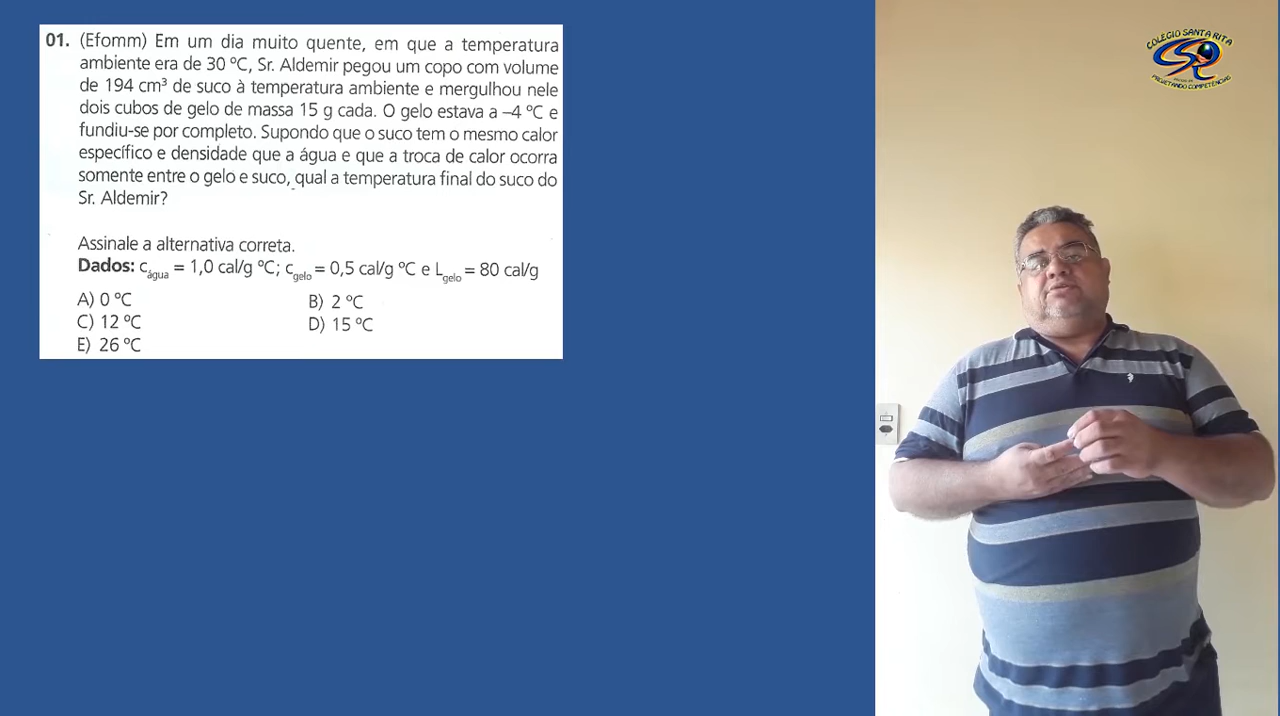 01. (Efomm) Em um dia muito quente, em que a temperatura
ambiente era de 30 ºC, Sr. Aldemir pegou um copo com volume
de 194 cm³ de suco à temperatura ambiente e mergulhou nele
dois cubos de gelo de massa 15 g cada. O gelo estava a –4 ºC e
fundiu-se por completo. Supondo que o suco tem o mesmo calor
específico e densidade que a água e que a troca de calor ocorra
somente entre o gelo e suco, qual a temperatura final do suco do
Sr. Aldemir?
Assinale a alternativa correta.
Dados: cágua = 1,0 cal/g ºC; cgelo = 0,5 cal/g ºC e Lgelo = 80 cal/g
A) 0 ºC
B) 2 ºC
C) 12 ºC
D) 15 ºC
E) 26 ºC
COLÉGIO SANTA RITA
PROJETANDO COMPETÊNCIAS